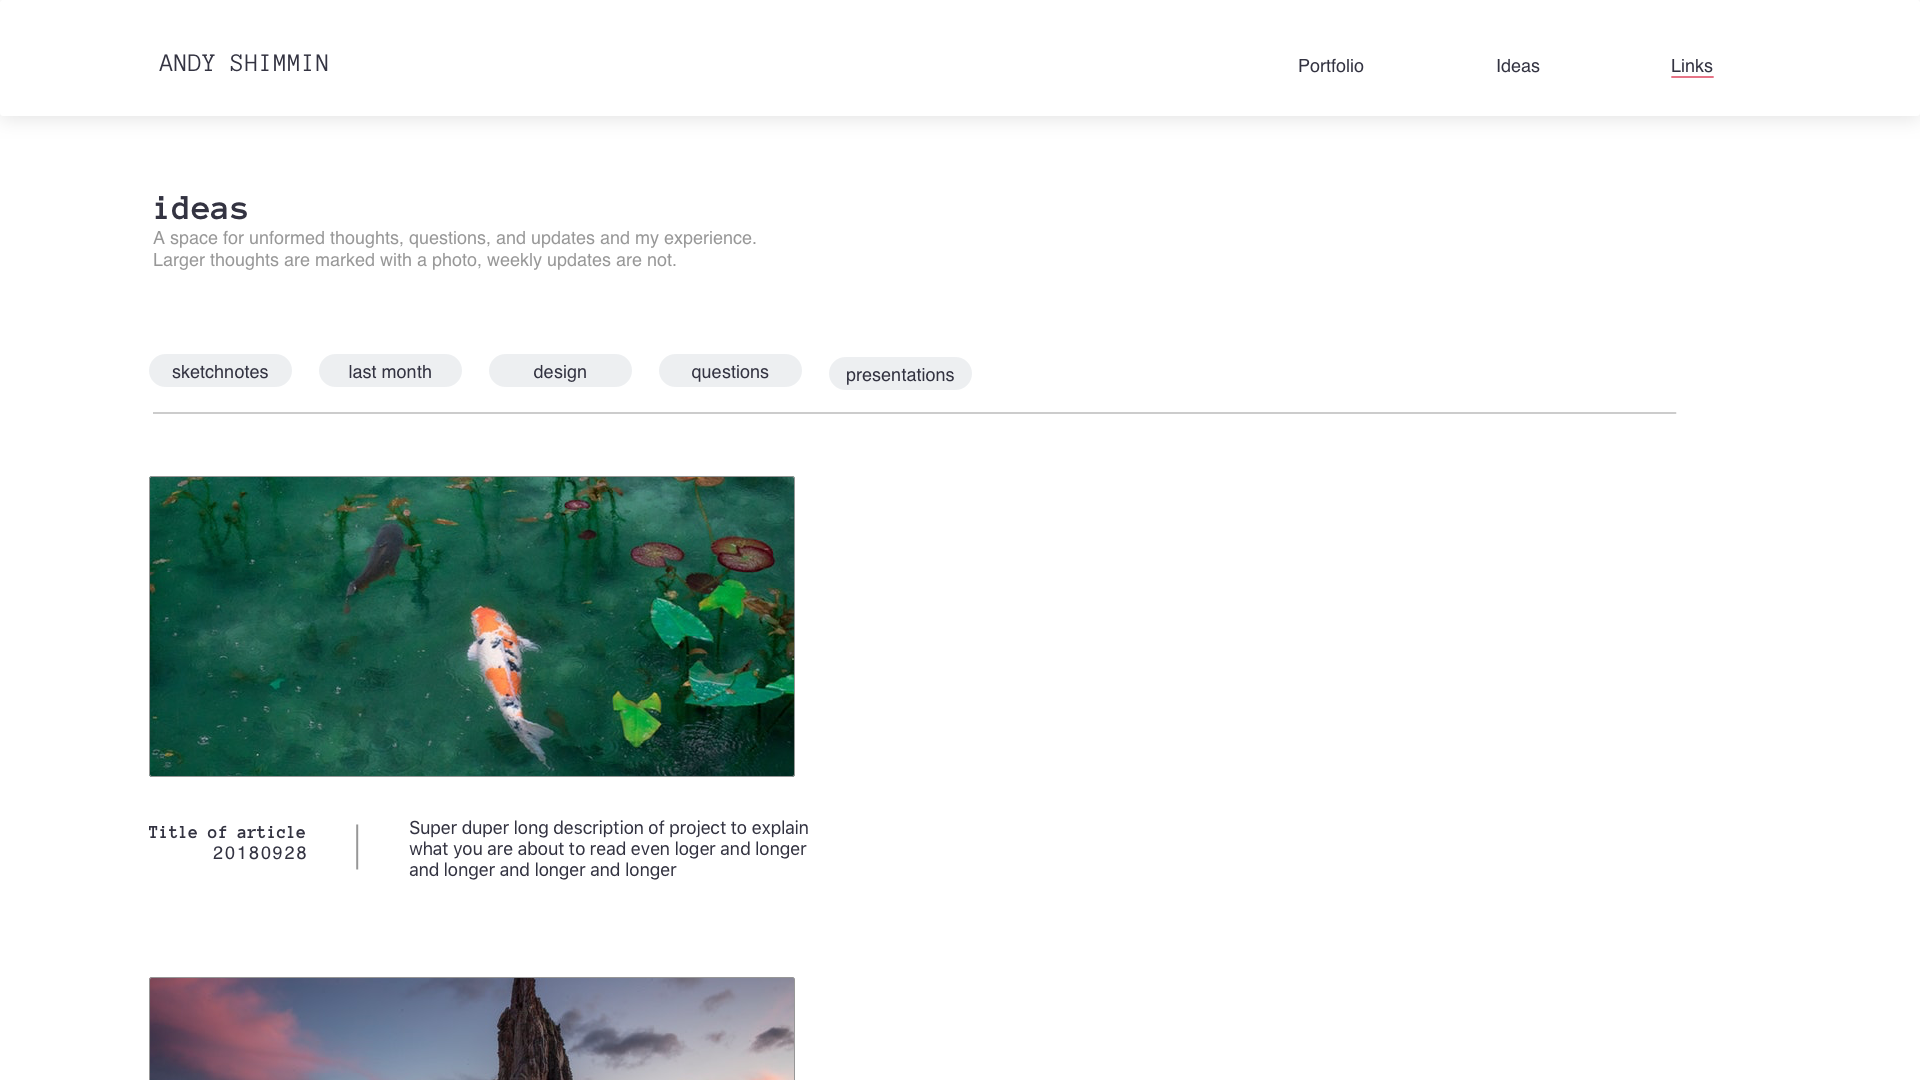 ANDY SHIMMIN
Portfolio
Ideas
Links
ideas
A space for unformed thoughts, questions, and updates and my experience.
Larger thoughts are marked with a photo, weekly updates are not.
sketchnotes
last month
design
questions
presentations
Title of article
20180928
Super duper long description of project to explain
what you are about to read even loger and longer
and longer and longer and longer